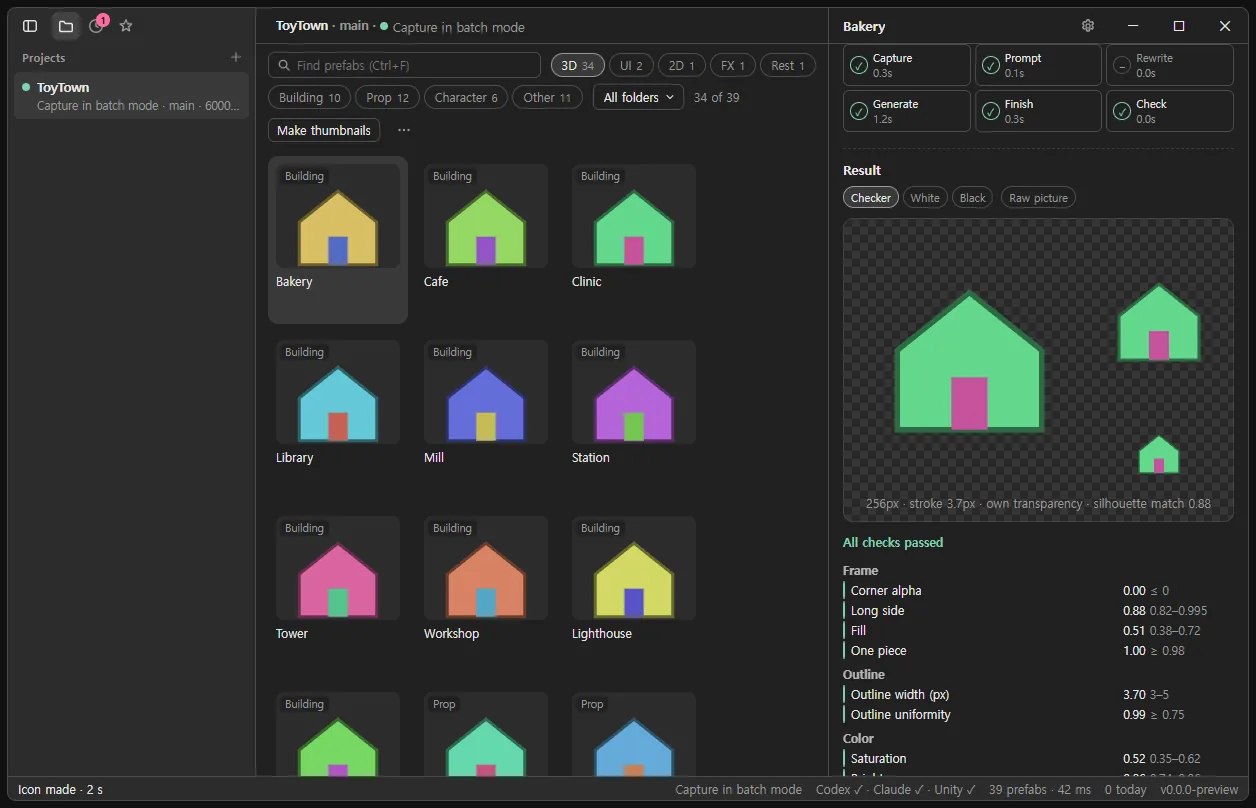 1
Projects
ToyTown
Capture in batch mode · main · 6000...
ToyTown · main · Capture in batch mode
Find prefabs (Ctrl+F)
3D 34
UI 2
2D 1
FX 1
Rest 1
Building 10
Prop 12
Character 6
Other 11
All folders
34 of 39
Make thumbnails
...
Building
Bakery
Building
Cafe
Building
Clinic
Building
Library
Building
Mill
Building
Station
Building
Tower
Building
Workshop
Building
Lighthouse
Building
Prop
Prop
Bakery
Capture
0.3s
Prompt
0.1s
Rewrite
0.0s
Generate
1.2s
Finish
0.3s
Check
0.0s
Result
Checker
White
Black
Raw picture
256px · stroke 3.7px · own transparency · silhouette match 0.88
All checks passed
Frame
Corner alpha 0.00 ≤ 0
Long side 0.88 0.82–0.995
Fill 0.51 0.38–0.72
One piece 1.00 ≥ 0.98
Outline
Outline width (px) 3.70 3–5
Outline uniformity 0.99 ≥ 0.75
Color
Saturation 0.52 0.35–0.62
Icon made · 2 s
Capture in batch mode
Codex ✓ · Claude ✓ · Unity ✓
39 prefabs · 42 ms
0 today
v0.0.0-preview